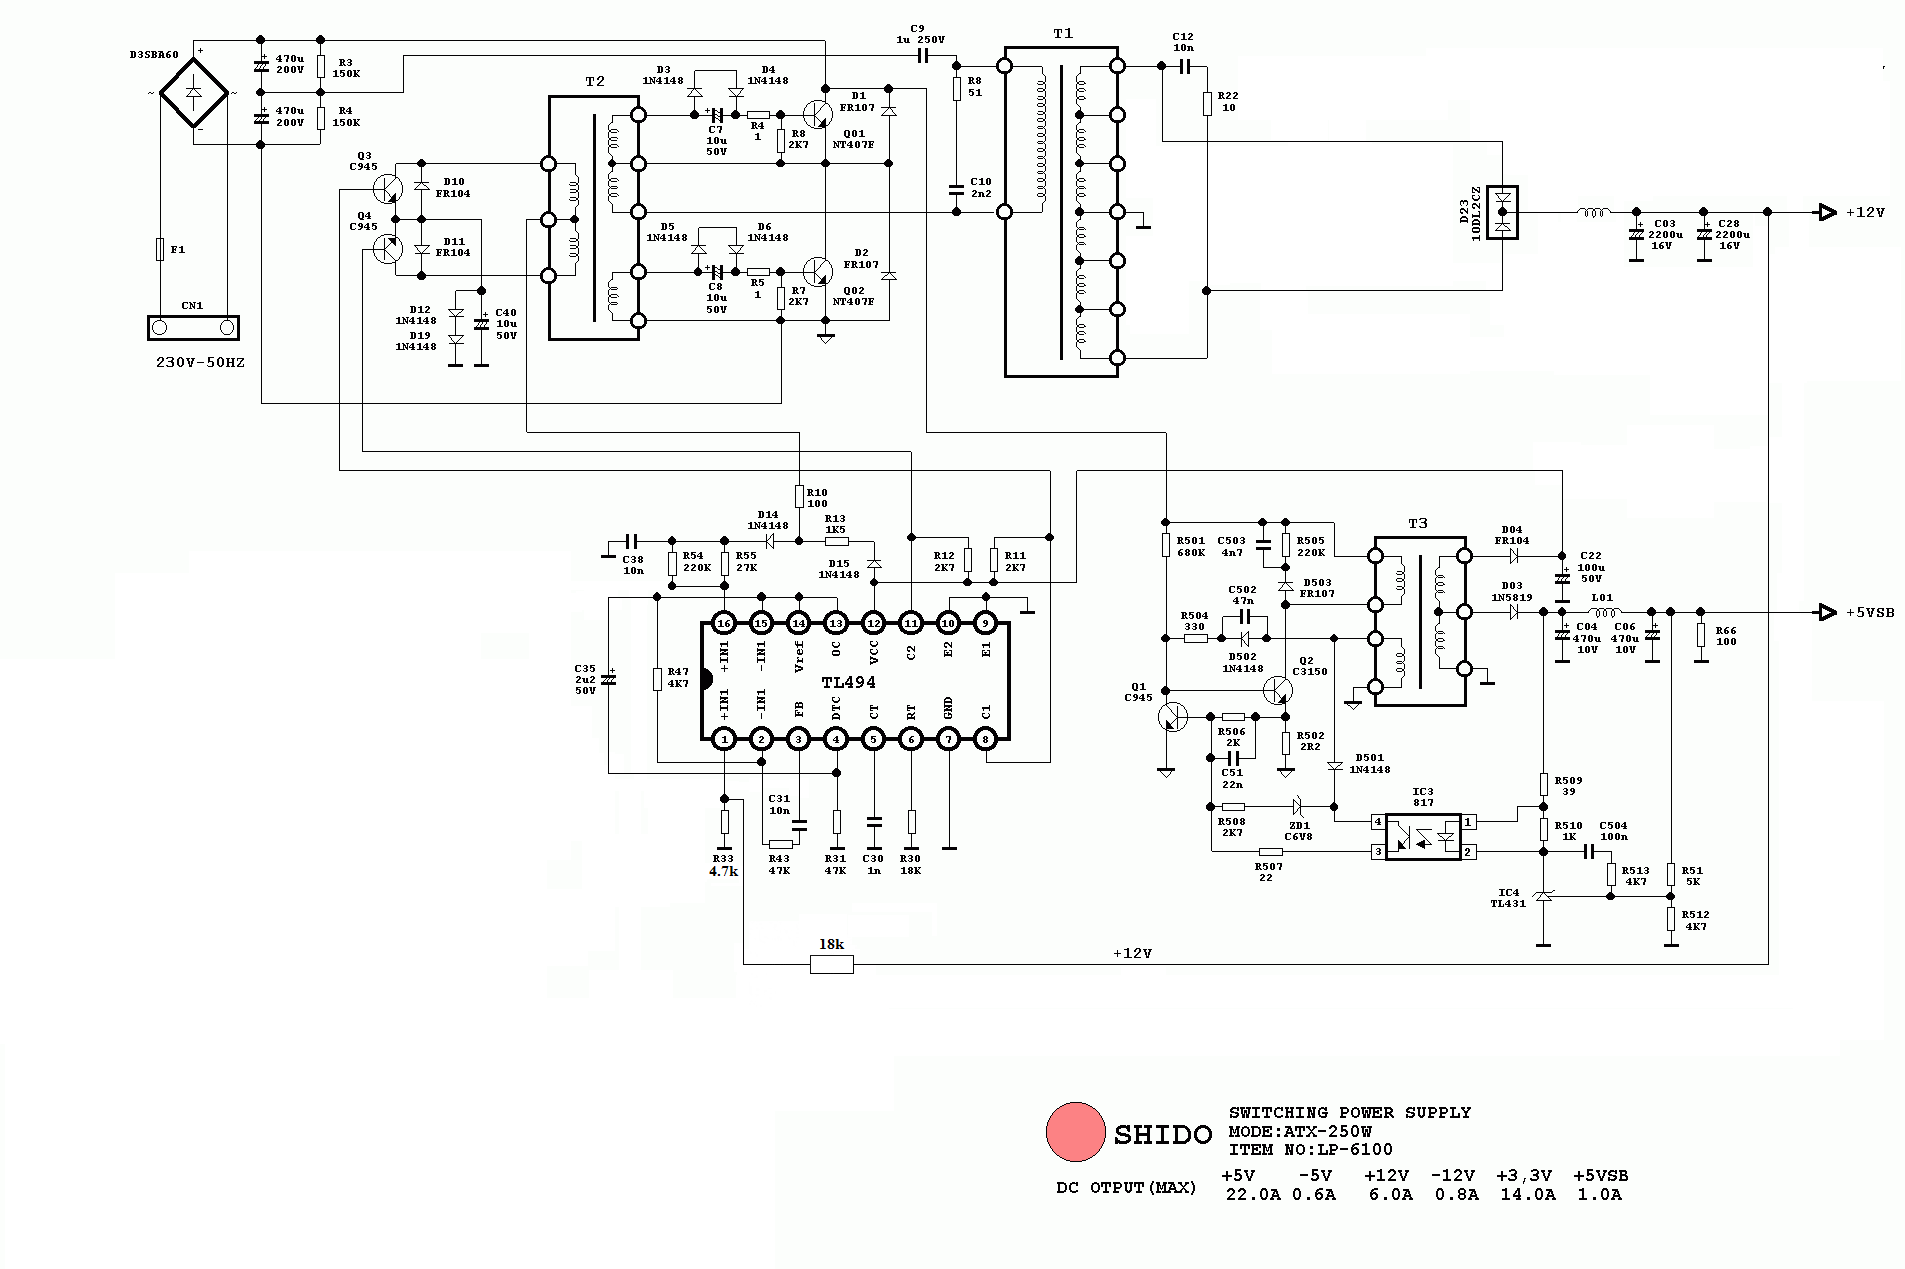 D3SBA60
+
~
~
-
+
470u
200V
+
470u
200V
R3
150K
R4
150K
F1
CN1
230V-50HZ
Q3
C945
Q4
C945
D10
FR104
D11
FR104
D12
1N4148
D19
1N4148
+
C40
10u
50V
T2
D3
1N4148
D4
1N4148
+
C7
10u
50V
R4
1
R8
2K7
D1
FR107
Q01
NT407F
D5
1N4148
D6
1N4148
+
C8
10u
50V
R5
1
R7
2K7
D2
FR107
Q02
NT407F
C9
1u 250V
R8
51
C10
2n2
T1
C12
10n
R22
10
D23
10DL2CZ
+
C03
2200u
16V
+
C28
2200u
16V
+12V
R10
100
D14
1N4148
R13
1K5
D15
1N4148
C38
10n
R54
220K
R55
27K
R12
2K7
R11
2K7
C35
2u2
50V
+
R47
4K7
16
15
14
13
12
11
10
9
+IN1
-IN1
Vref
OC
VCC
C2
E2
E1
TL494
+IN1
-IN1
FB
DTC
CT
RT
GND
C1
1
2
3
4
5
6
7
8
C31
10n
R33
4.7k
R43
47K
R31
47K
C30
1n
R30
18K
18k
+12V
R501
680K
C503
4n7
R505
220K
D503
FR107
C502
47n
R504
330
D502
1N4148
Q2
C3150
Q1
C945
R506
2K
C51
22n
R502
2R2
D501
1N4148
R508
2K7
ZD1
C6V8
R507
22
T3
D04
FR104
C22
100u
50V
D03
1N5819
L01
+
C04
470u
10V
C06
470u
10V
+
R66
100
+5VSB
IC3
817
4
3
1
2
R509
39
R510
1K
C504
100n
R513
4K7
R51
5K
R512
4K7
IC4
TL431
SHIDO
SWITCHING POWER SUPPLY
MODE:ATX-250W
ITEM NO:LP-6100
DC OTPUT(MAX)
+5V -5V +12V -12V +3,3V +5VSB
22.0A 0.6A 6.0A 0.8A 14.0A 1.0A